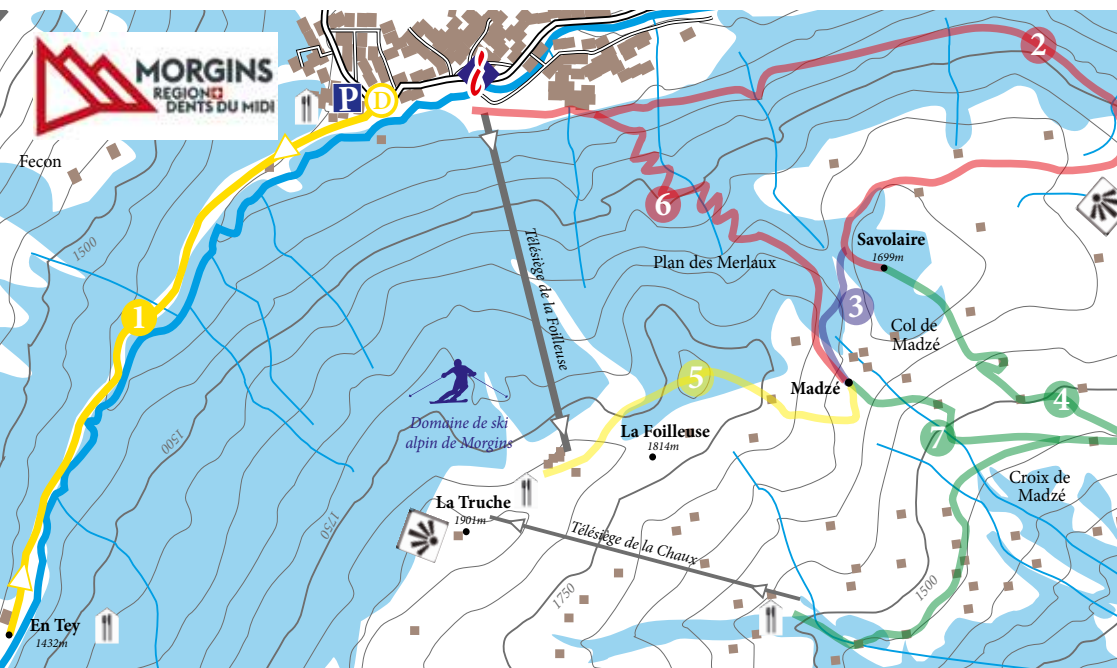 MORGINS
REGION
DENTS DU MIDI
P
D
i
2
Fecon
1500
6
Télésiège de la Foilleuse
Plan des Merlaux
Savolaire
1699m
1
3
Col de
Madzé
5
Madzé
4
Domaine de ski
alpin de Morgins
La Foilleuse
1814m
7
1500
La Truche
1901m
Croix de
Madzé
1750
Télésiège de la Chaux
1750
1500
En Tey
1432m